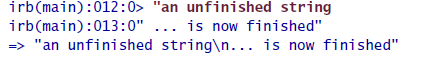 irb(main):012:0> "an unfinished string
irb(main):013:0" ... is now finished"
=> "an unfinished string\n... is now finished"